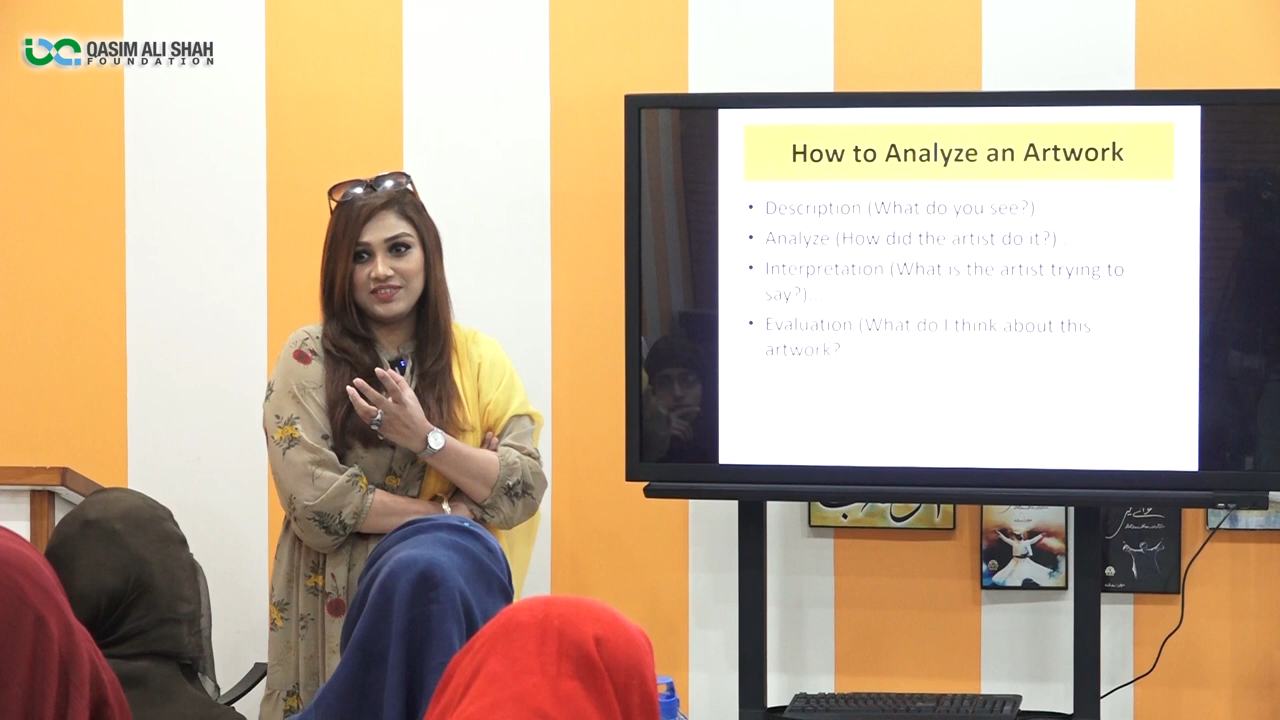 QASIM ALI SHAH
FOUNDATION
How to Analyze an Artwork
• Description (What do you see?)
• Analyze (How did the artist do it?) .
• Interpretation (What is the artist trying to
say?)...
• Evaluation (What do I think about this
artwork?